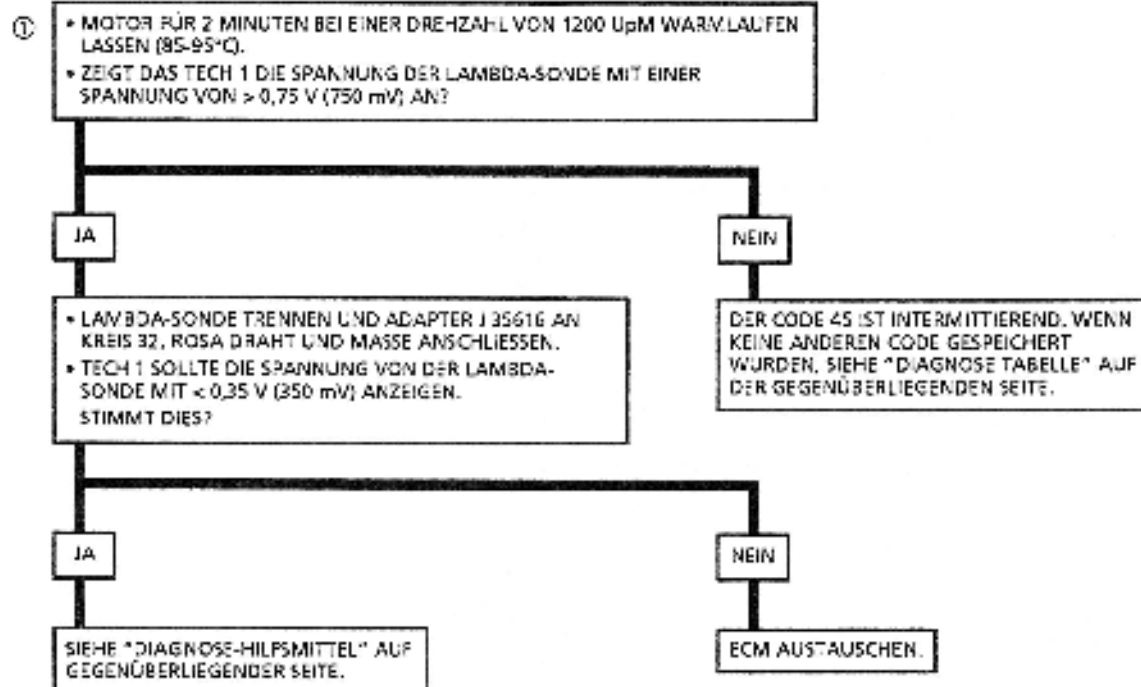 ① • MOTOR FÜR 2 MINUTEN BEI EINER DREHZAHL VON 1200 UpM WARMLAUFEN
LASSEN (85-95°C).
• ZEIGT DAS TECH 1 DIE SPANNUNG DER LAMBDA-SONDE MIT EINER
SPANNUNG VON > 0,75 V (750 mV) AN?
JA
NEIN
• LAMBDA-SONDE TRENNEN UND ADAPTER J 35616 AN
KREIS 32, ROSA DRAHT UND MASSE ANSCHLIESSEN.
• TECH 1 SOLLTE DIE SPANNUNG VON DER LAMBDA-
SONDE MIT < 0,35 V (350 mV) ANZEIGEN.
STIMMT DIES?
DER CODE 45 IST INTERMITTIEREND. WENN
KEINE ANDEREN CODE GESPEICHERT
WURDEN, SIEHE "DIAGNOSE TABELLE" AUF
DER GEGENÜBERLIEGENDEN SEITE.
JA
NEIN
SIEHE "DIAGNOSE-HILFSMITTEL" AUF
GEGENÜBERLIEGENDER SEITE.
ECM AUSTAUSCHEN.